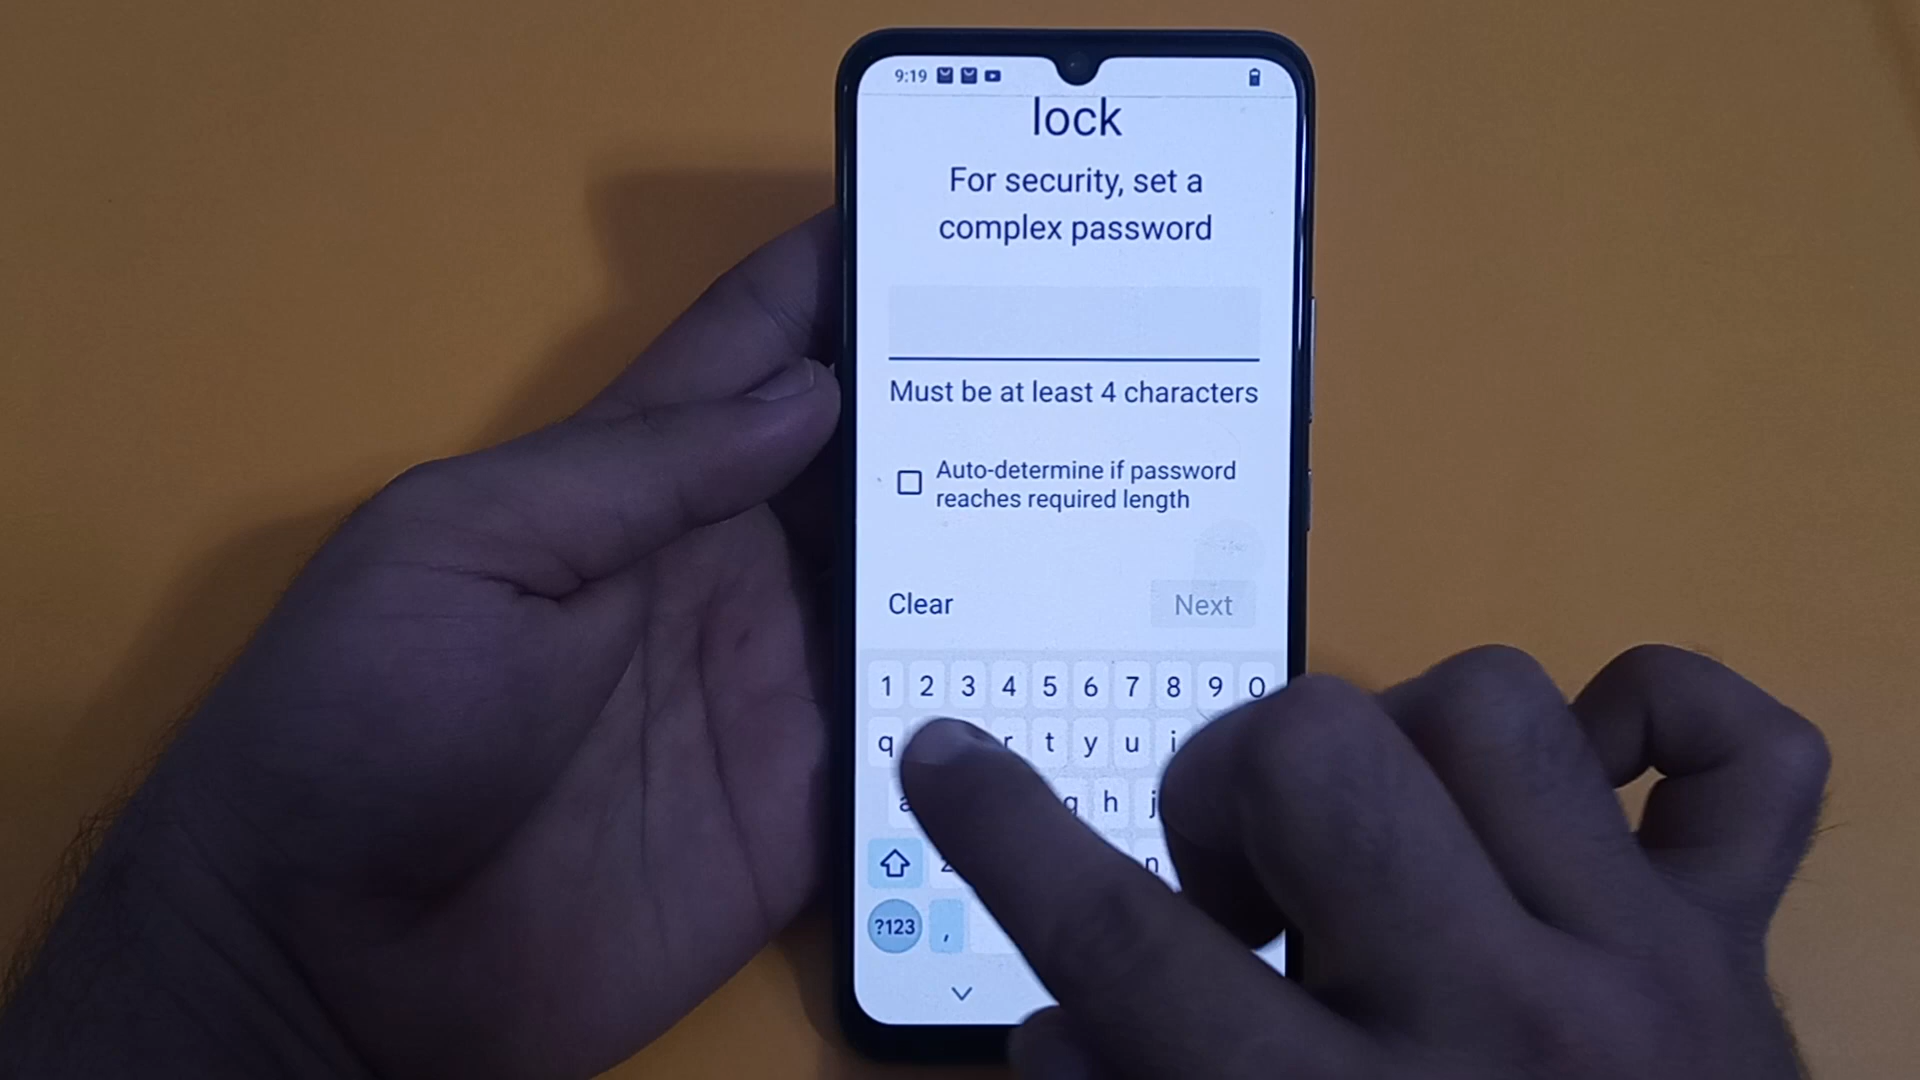 9:19
lock
For security, set a
complex password
Must be at least 4 characters
Auto-determine if password
reaches required length
Clear Next
1 2 3 4 5 6 7 8 9 0
q r t y u i
a g h j
z n
?123 ,